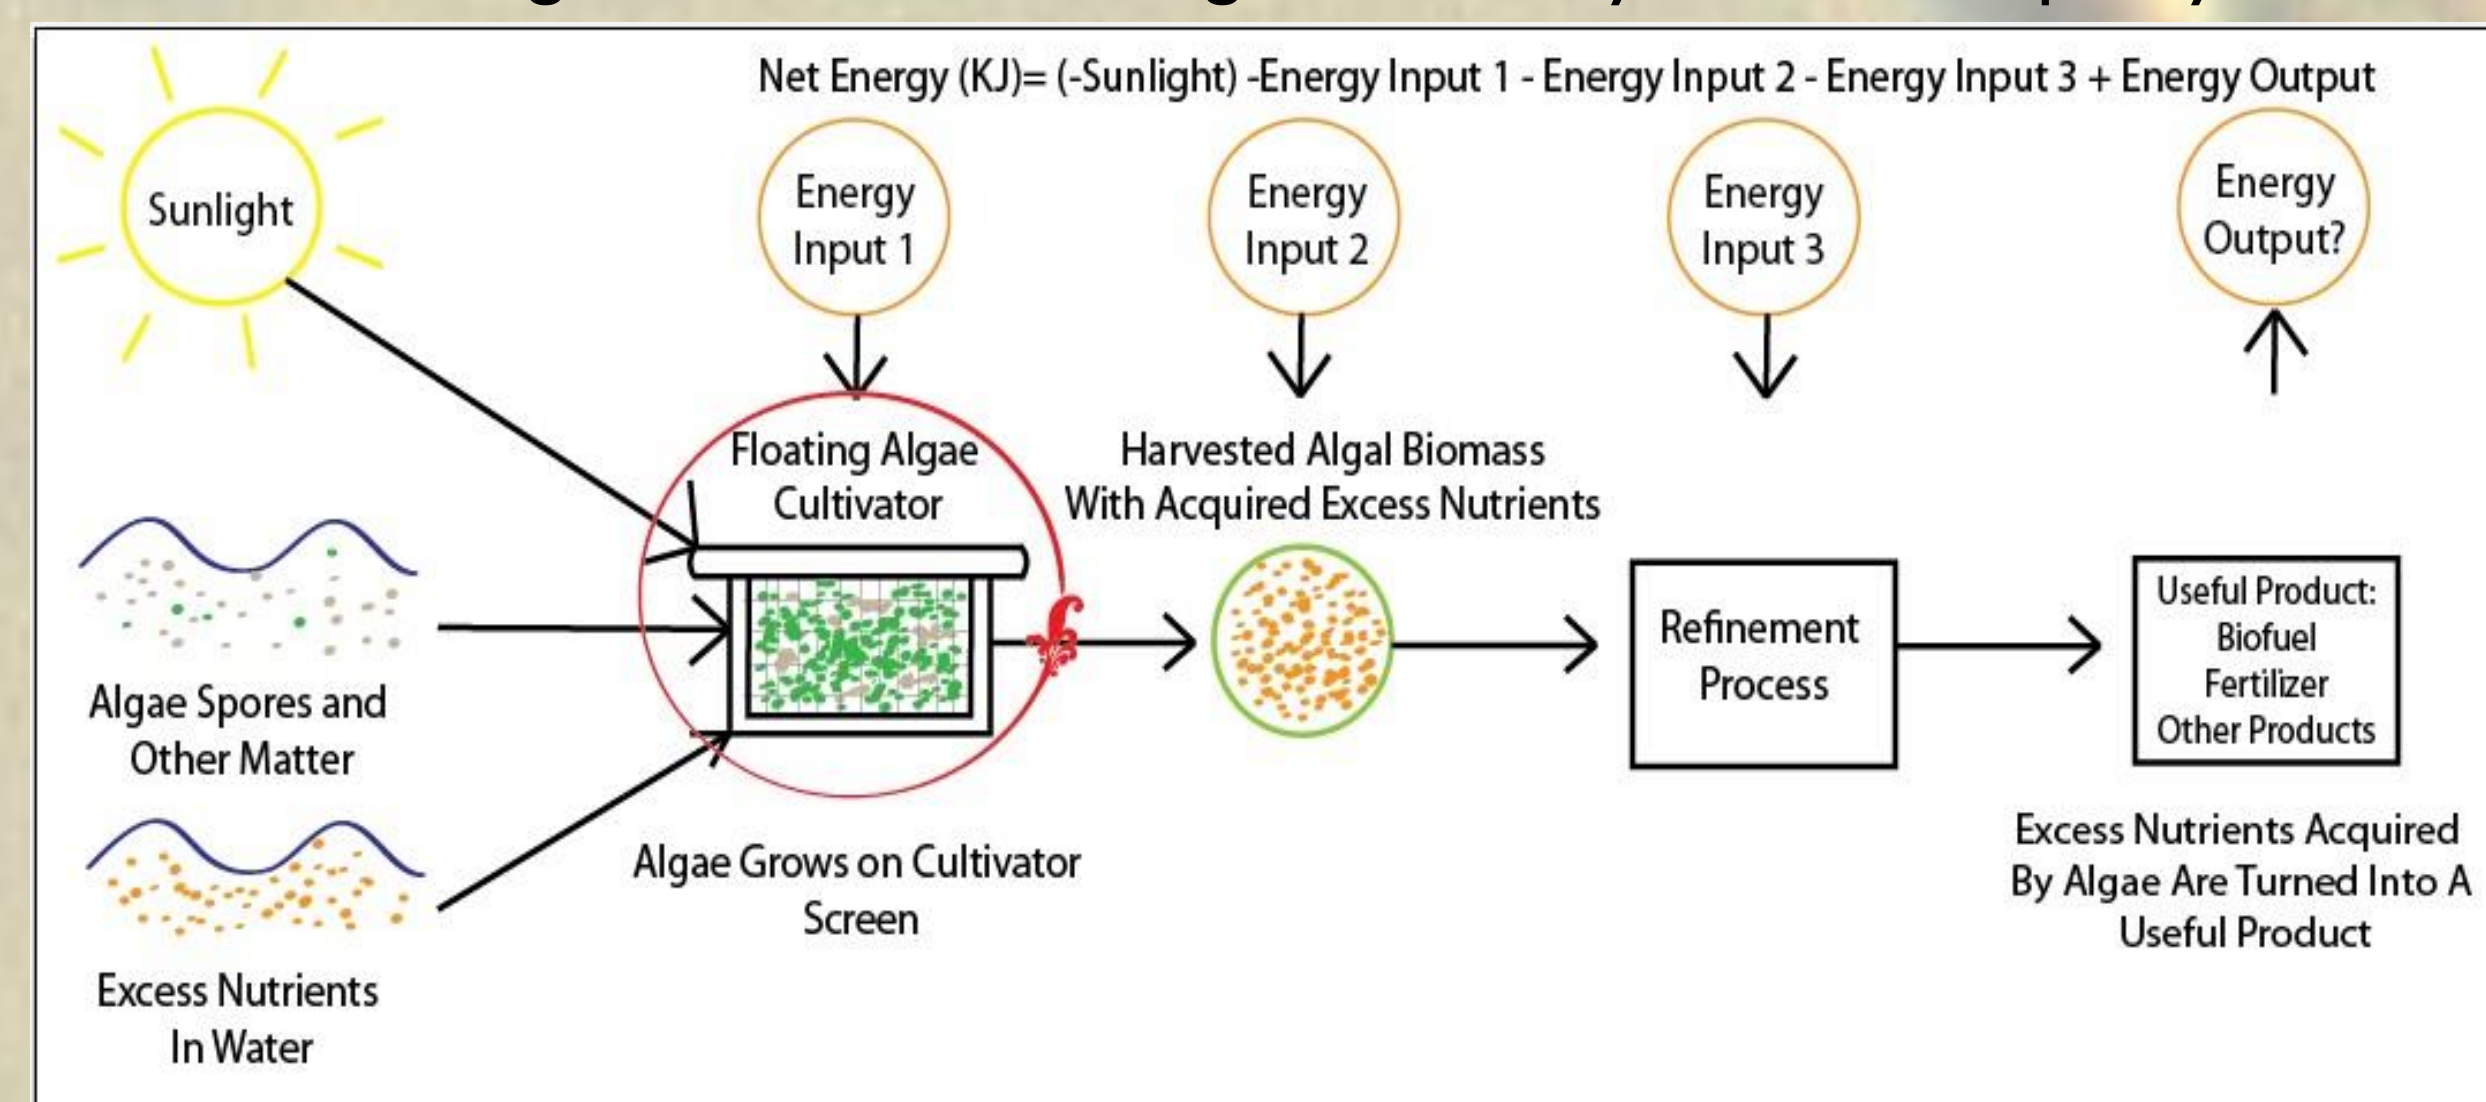 Net Energy (KJ)= (-Sunlight) -Energy Input 1 - Energy Input 2 - Energy Input 3 + Energy Output
Sunlight
Energy
Input 1
Energy
Input 2
Energy
Input 3
Energy
Output?
Floating Algae
Cultivator
Harvested Algal Biomass
With Acquired Excess Nutrients
Algae Spores and
Other Matter
Refinement
Process
Useful Product:
Biofuel
Fertilizer
Other Products
Algae Grows on Cultivator
Screen
Excess Nutrients Acquired
By Algae Are Turned Into A
Useful Product
Excess Nutrients
In Water